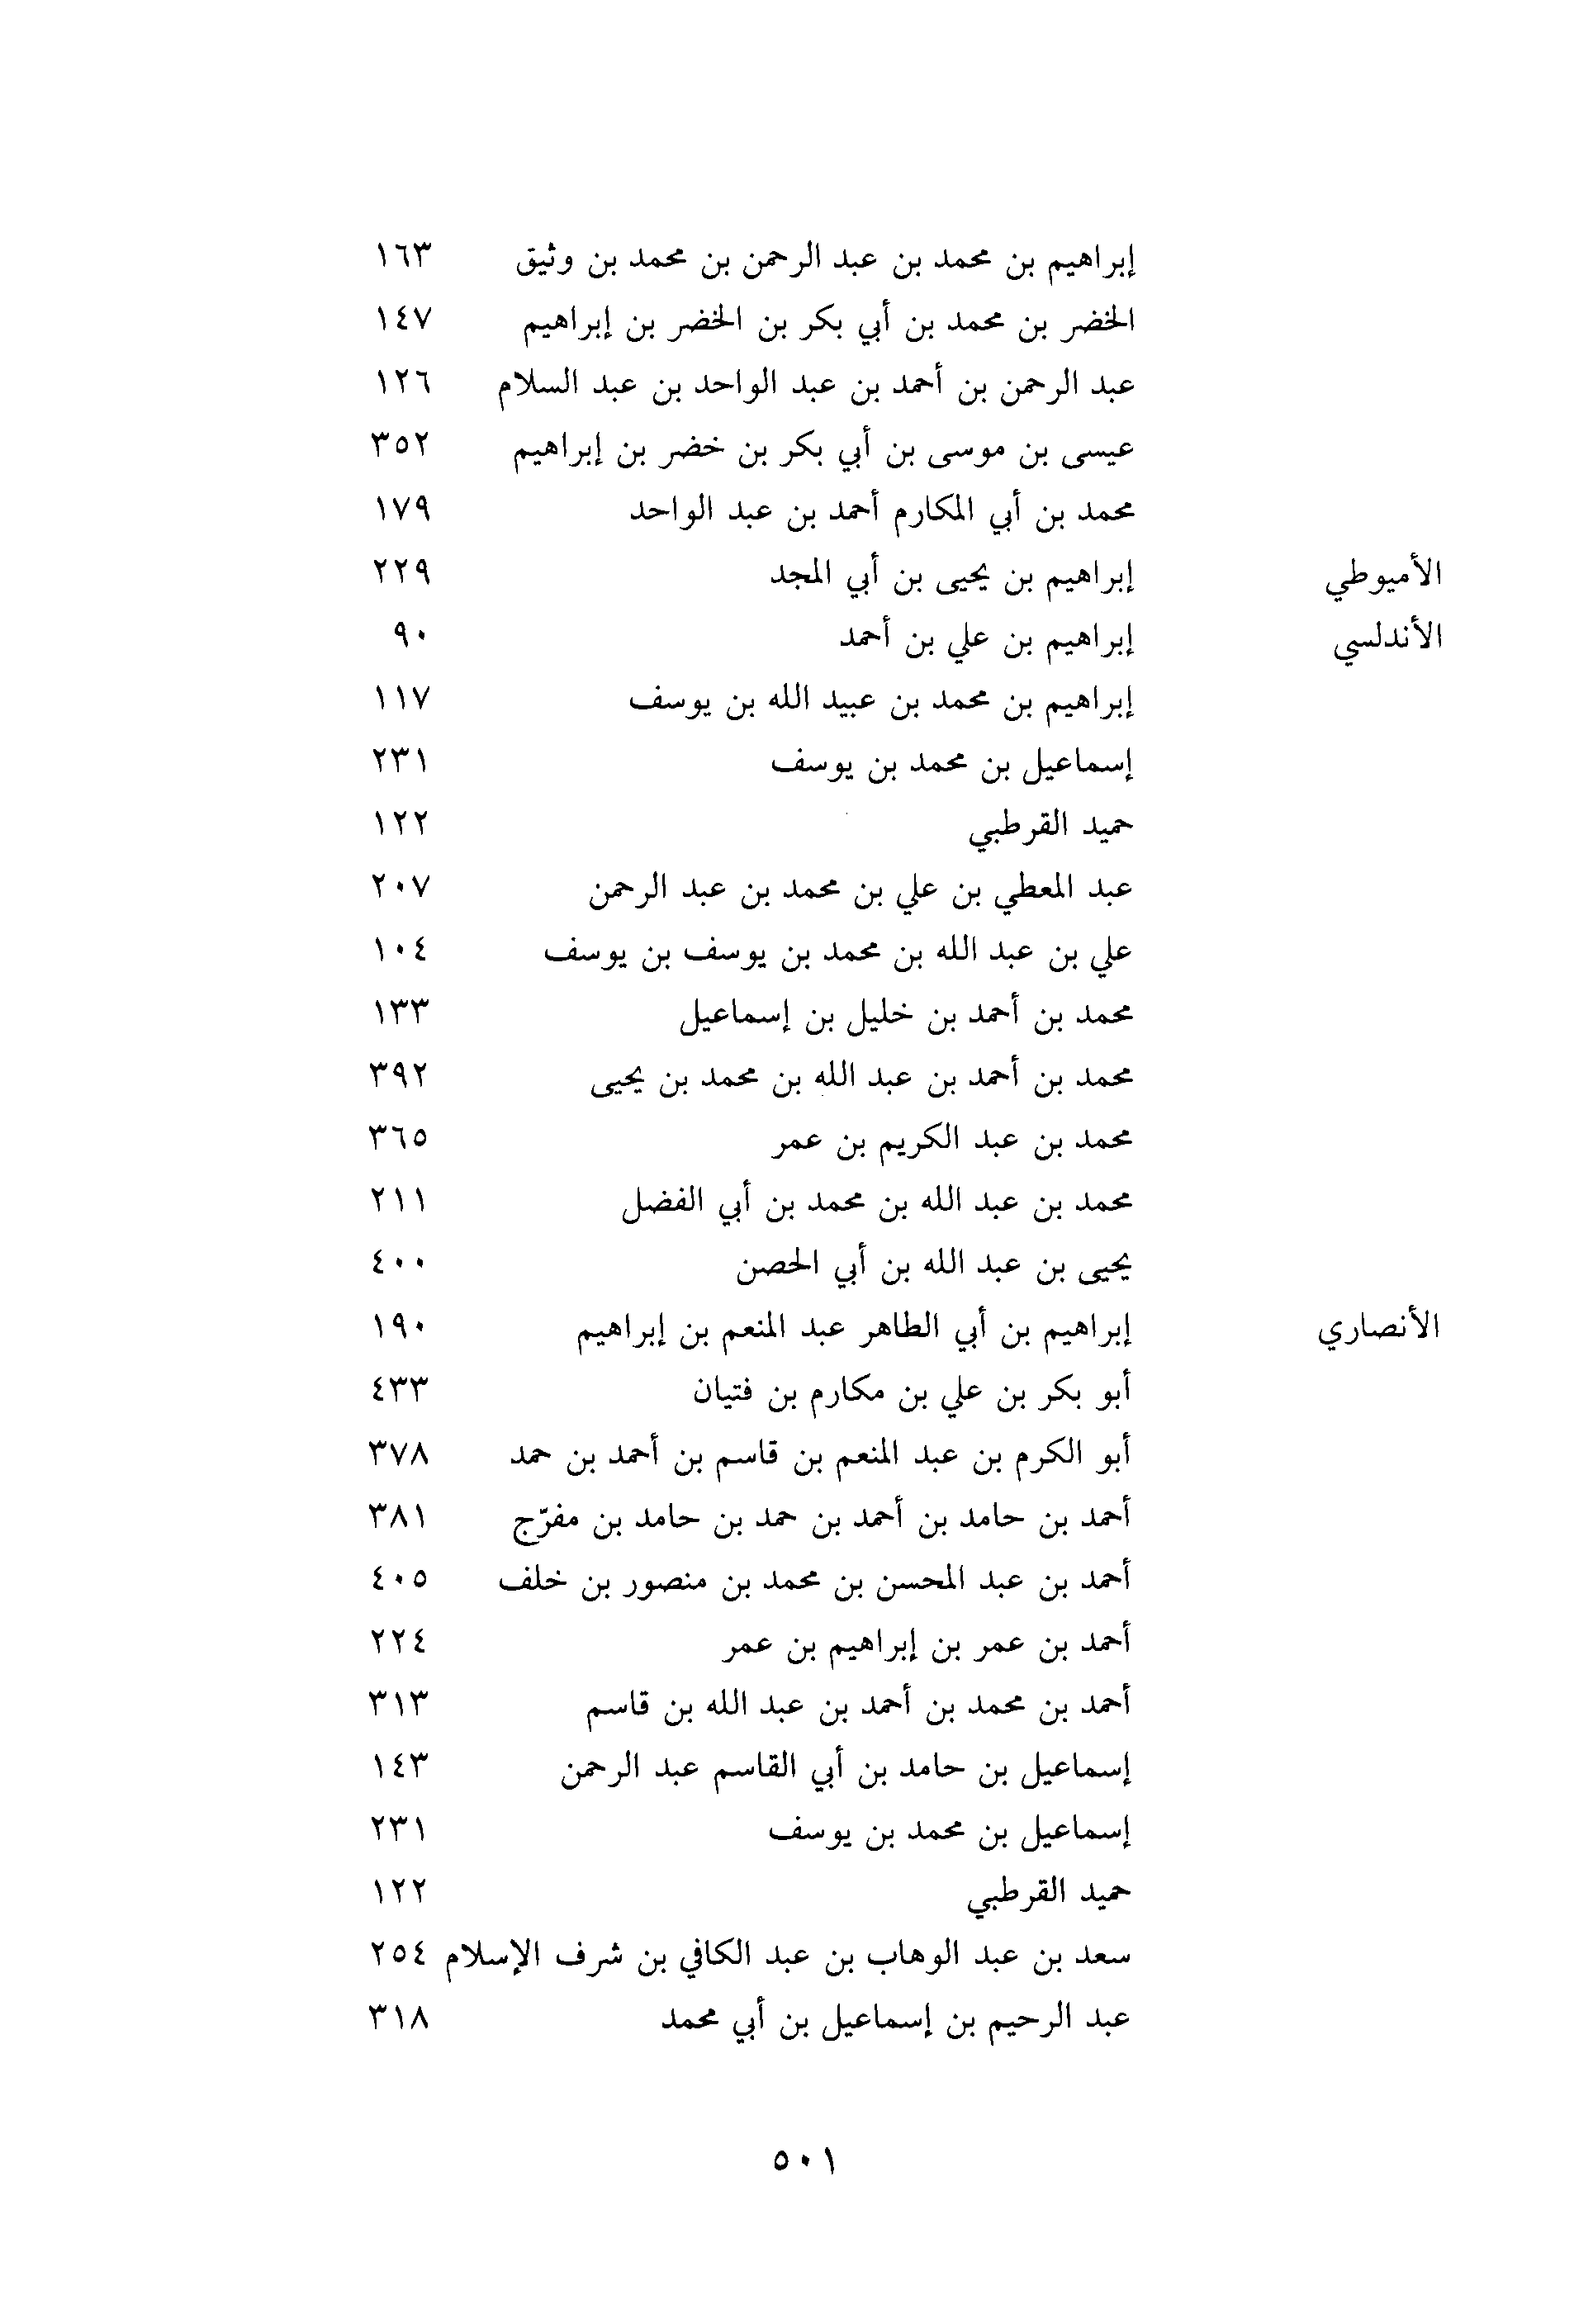 إبراهيم بن محمد بن عبد الرحمن بن محمد بن وثيق ١٦٣
الخضر بن محمد بن أبي بكر بن الخضر بن إبراهيم ١٤٧
عبد الرحمن بن أحمد بن عبد الواحد بن عبد السلام ١٢٦
عيسى بن موسى بن أبي بكر بن خضر بن إبراهيم ٣٥٢
محمد بن أبي المكارم أحمد بن عبد الواحد ١٧٩
الأميوطي إبراهيم بن يحيى بن أبي المجد ٢٢٩
الأندلسي إبراهيم بن علي بن أحمد ٩٠
إبراهيم بن محمد بن عبيد الله بن يوسف ١١٧
إسماعيل بن محمد بن يوسف ٢٣١
حميد القرطبي ١٢٢
عبد المعطي بن علي بن محمد بن عبد الرحمن ٢٠٧
علي بن عبد الله بن محمد بن يوسف بن يوسف ١٠٤
محمد بن أحمد بن خليل بن إسماعيل ١٣٣
محمد بن أحمد بن عبد الله بن محمد بن يحيى ٣٩٢
محمد بن عبد الكريم بن عمر ٣٦٥
محمد بن عبد الله بن محمد بن أبي الفضل ٢١١
يحيى بن عبد الله بن أبي الحصن ٤٠٠
الأنصاري إبراهيم بن أبي الطاهر عبد المنعم بن إبراهيم ١٩٠
أبو بكر بن علي بن مكارم بن فتيان ٤٣٣
أبو الكرم بن عبد المنعم بن قاسم بن أحمد بن حمد ٣٧٨
أحمد بن حامد بن أحمد بن حمد بن حامد بن مفرّج ٣٨١
أحمد بن عبد المحسن بن محمد بن منصور بن خلف ٤٠٥
أحمد بن عمر بن إبراهيم بن عمر ٢٢٤
أحمد بن محمد بن أحمد بن عبد الله بن قاسم ٣١٣
إسماعيل بن حامد بن أبي القاسم عبد الرحمن ١٤٣
إسماعيل بن محمد بن يوسف ٢٣١
حميد القرطبي ١٢٢
سعد بن عبد الوهاب بن عبد الكافي بن شرف الإسلام ٢٥٤
عبد الرحيم بن إسماعيل بن أبي محمد ٣١٨
٥٠١